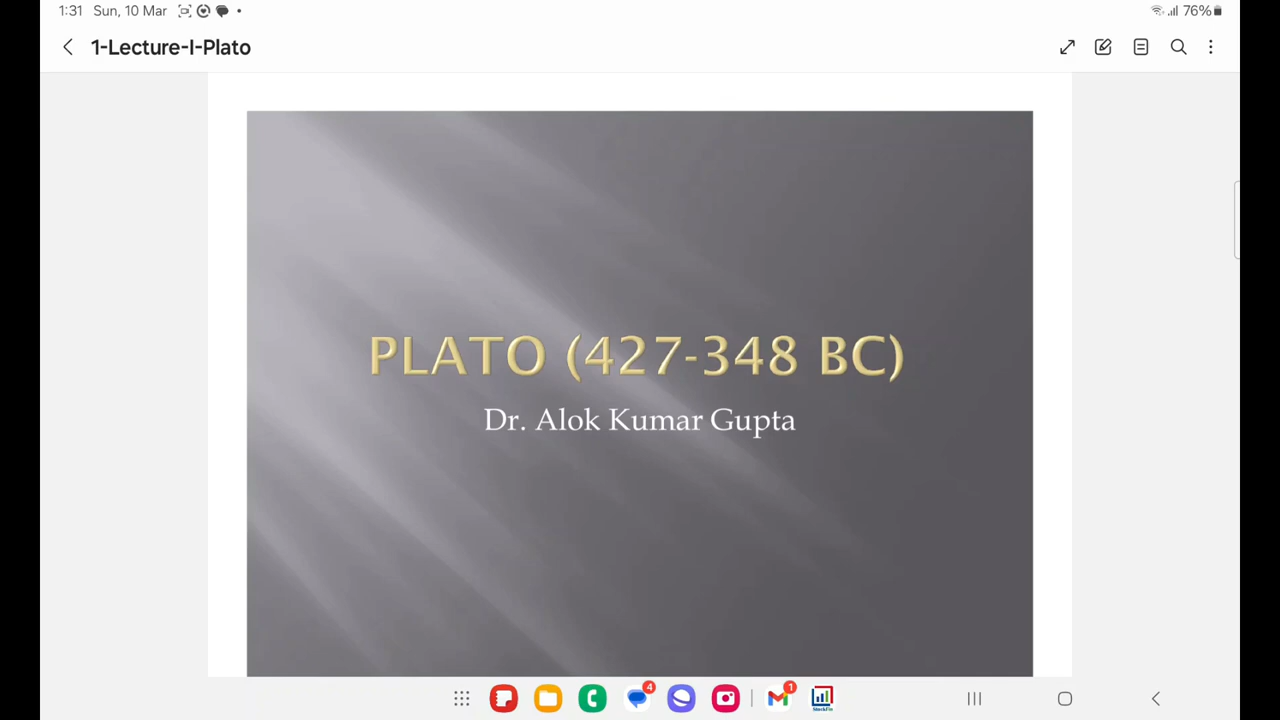 1:31 Sun, 10 Mar
76%
1-Lecture-I-Plato
PLATO (427-348 BC)
Dr. Alok Kumar Gupta
4
1
StockFin